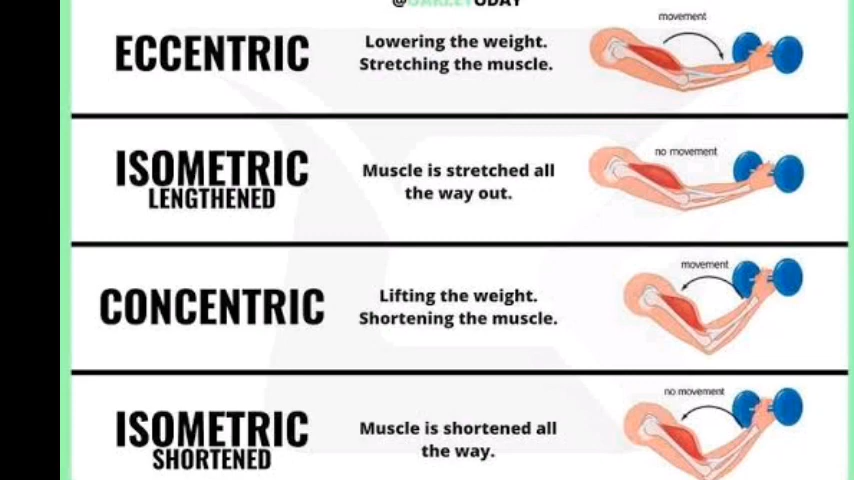 movement
ECCENTRIC
Lowering the weight.
Stretching the muscle.
ISOMETRIC
LENGTHENED
Muscle is stretched all
the way out.
no movement
CONCENTRIC
Lifting the weight.
Shortening the muscle.
movement
ISOMETRIC
SHORTENED
Muscle is shortened all
the way.
no movement